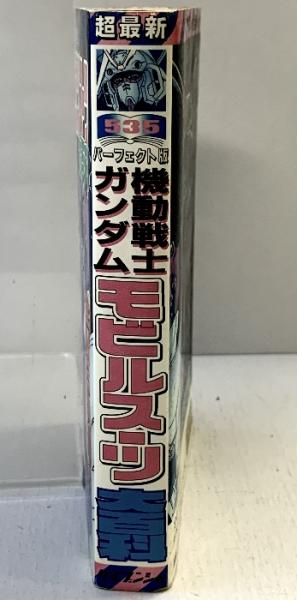 超最新
535
パーフェクト版
機動戦士
ガンダム
モビルスーツ
大百科